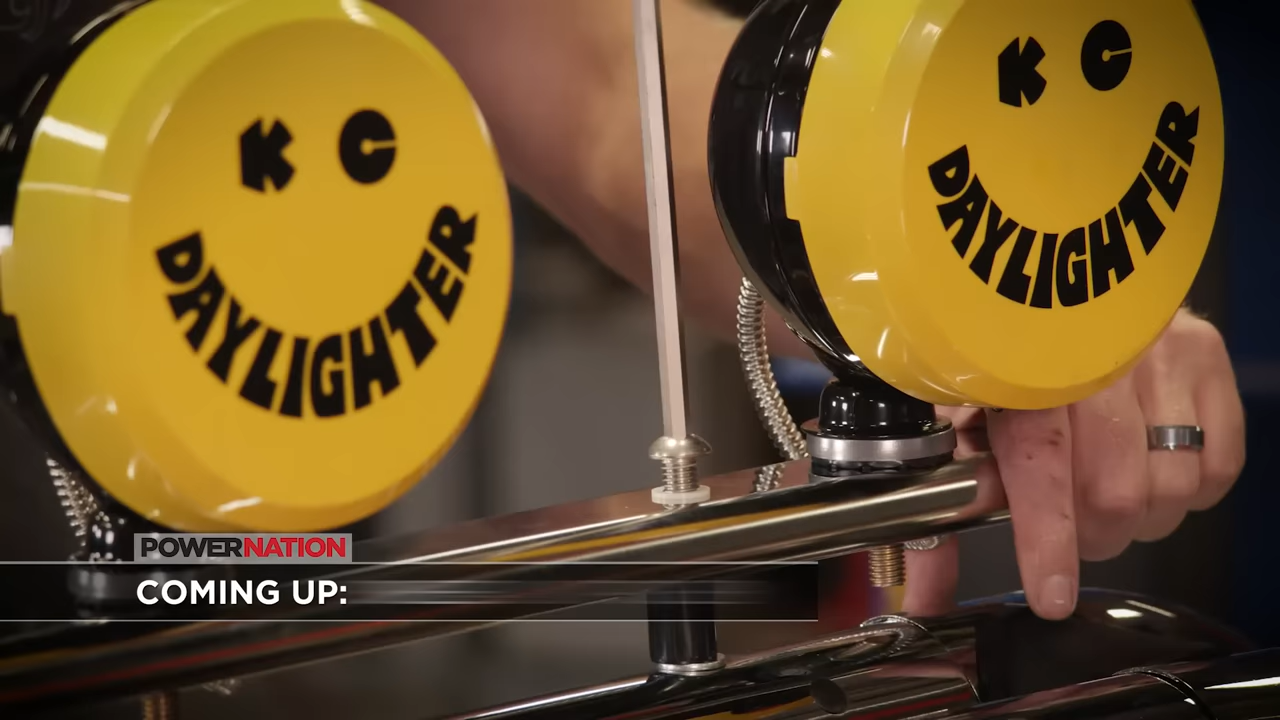 K C
DAYLIGHTER
K C
DAYLIGHTER
POWERNATION
COMING UP: